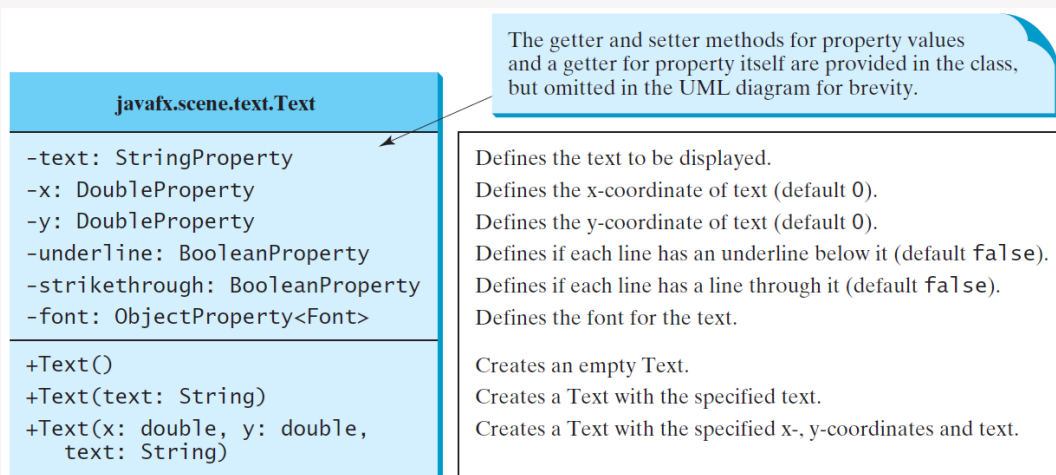 The getter and setter methods for property values
and a getter for property itself are provided in the class,
but omitted in the UML diagram for brevity.
javafx.scene.text.Text
-text: StringProperty
-x: DoubleProperty
-y: DoubleProperty
-underline: BooleanProperty
-strikethrough: BooleanProperty
-font: ObjectProperty<Font>
Defines the text to be displayed.
Defines the x-coordinate of text (default 0).
Defines the y-coordinate of text (default 0).
Defines if each line has an underline below it (default false).
Defines if each line has a line through it (default false).
Defines the font for the text.
+Text()
+Text(text: String)
+Text(x: double, y: double,
text: String)
Creates an empty Text.
Creates a Text with the specified text.
Creates a Text with the specified x-, y-coordinates and text.